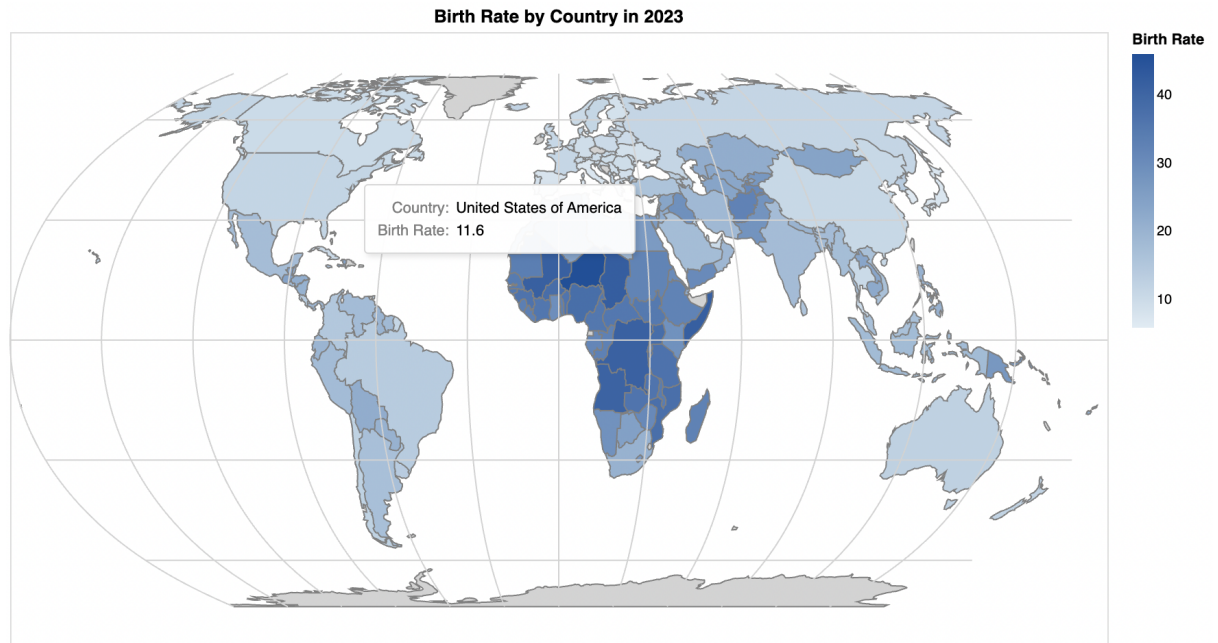 Birth Rate by Country in 2023
Birth Rate
40
30
20
10
Country: United States of America
Birth Rate: 11.6